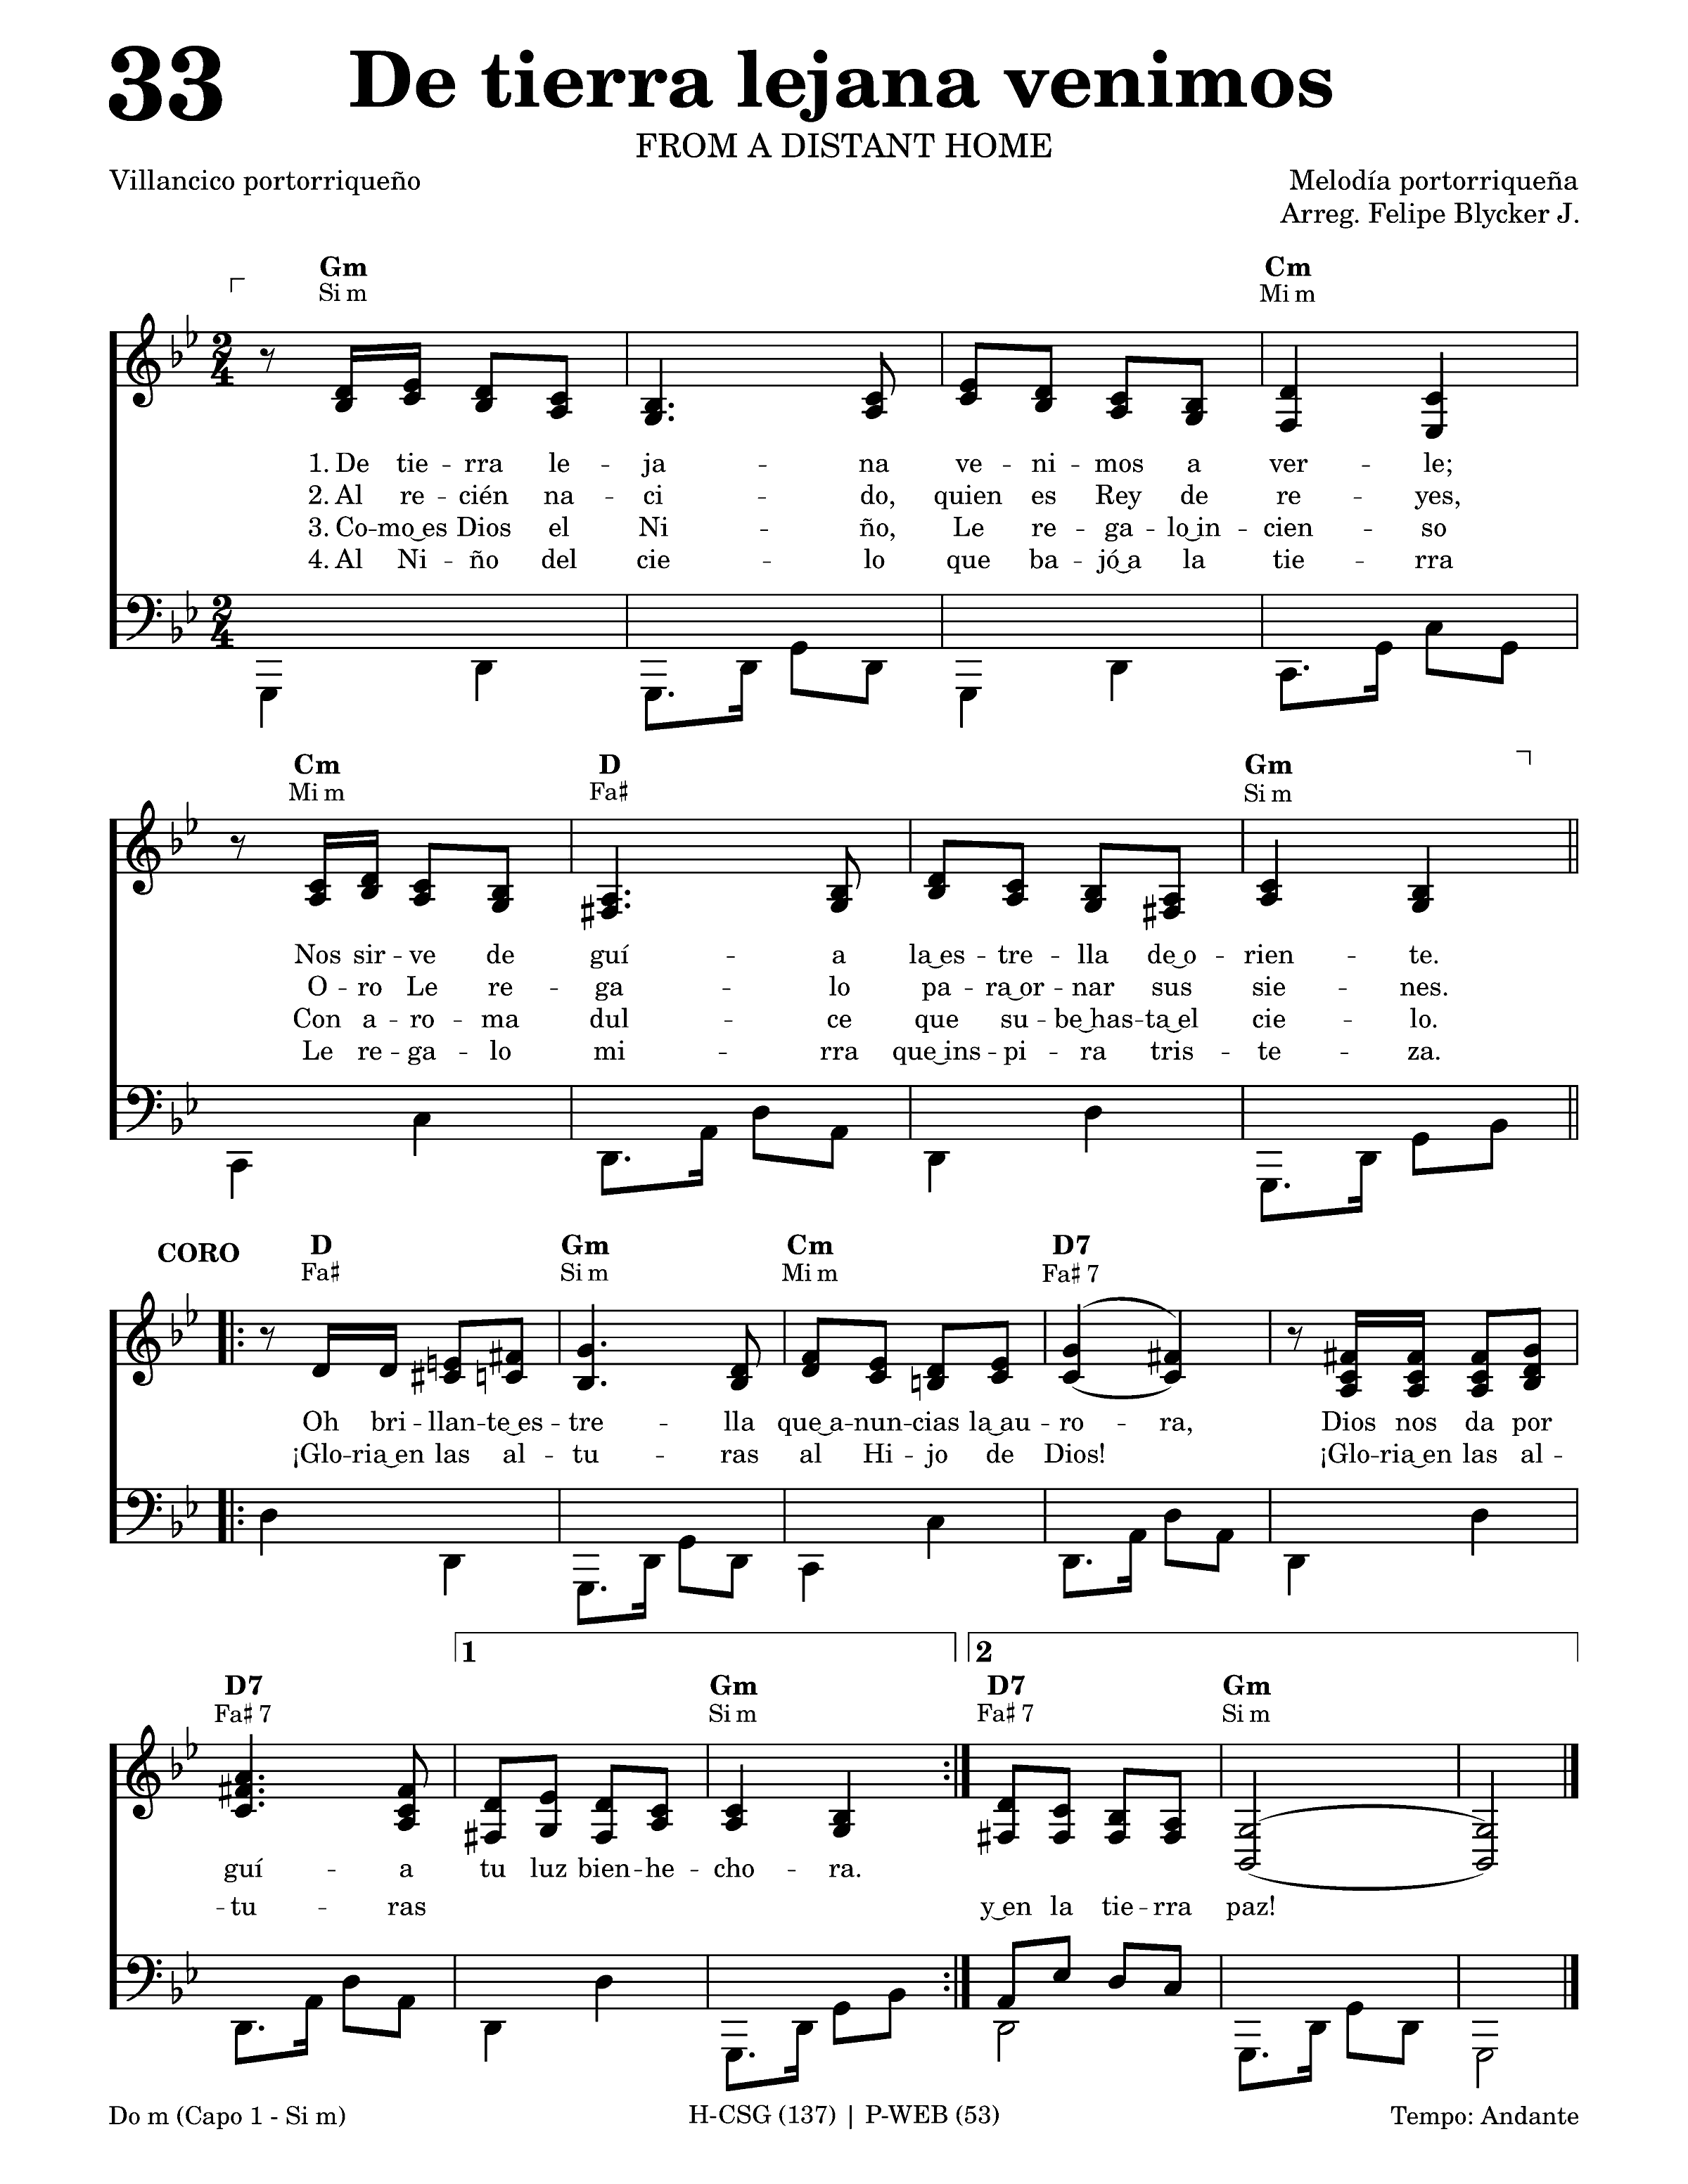 33 De tierra lejana venimos
FROM A DISTANT HOME
Villancico portorriqueño Melodía portorriqueña
Arreg. Felipe Blycker J.
Gm Cm
Si m Mi m
2
4
1. De tie -- rra le -- ja -- na ve -- ni -- mos a ver -- le;
2. Al re -- cién na -- ci -- do, quien es Rey de re -- yes,
3. Co -- mo‿es Dios el Ni -- ño, Le re -- ga -- lo‿in -- cien -- so
4. Al Ni -- ño del cie -- lo que ba -- jó‿a la tie -- rra
2
4
Cm D Gm
Mi m Fa♯ Si m
Nos sir -- ve de guí -- a la‿es -- tre -- lla de‿o -- rien -- te.
O -- ro Le re -- ga -- lo pa -- ra‿or -- nar sus sie -- nes.
Con a -- ro -- ma dul -- ce que su -- be‿has -- ta‿el cie -- lo.
Le re -- ga -- lo mi -- rra que‿ins -- pi -- ra tris -- te -- za.
CORO D Gm Cm D7
Fa♯ Si m Mi m Fa♯ 7
Oh bri -- llan -- te‿es -- tre -- lla que‿a -- nun -- cias la‿au -- ro -- ra, Dios nos da por
¡Glo -- ria‿en las al -- tu -- ras al Hi -- jo de Dios! ¡Glo -- ria‿en las al --
1 2
D7 Gm D7 Gm
Fa♯ 7 Si m Fa♯ 7 Si m
guí -- a tu luz bien -- he -- cho -- ra.
-- tu -- ras y‿en la tie -- rra paz!
Do m (Capo 1 - Si m) H-CSG (137) | P-WEB (53) Tempo: Andante